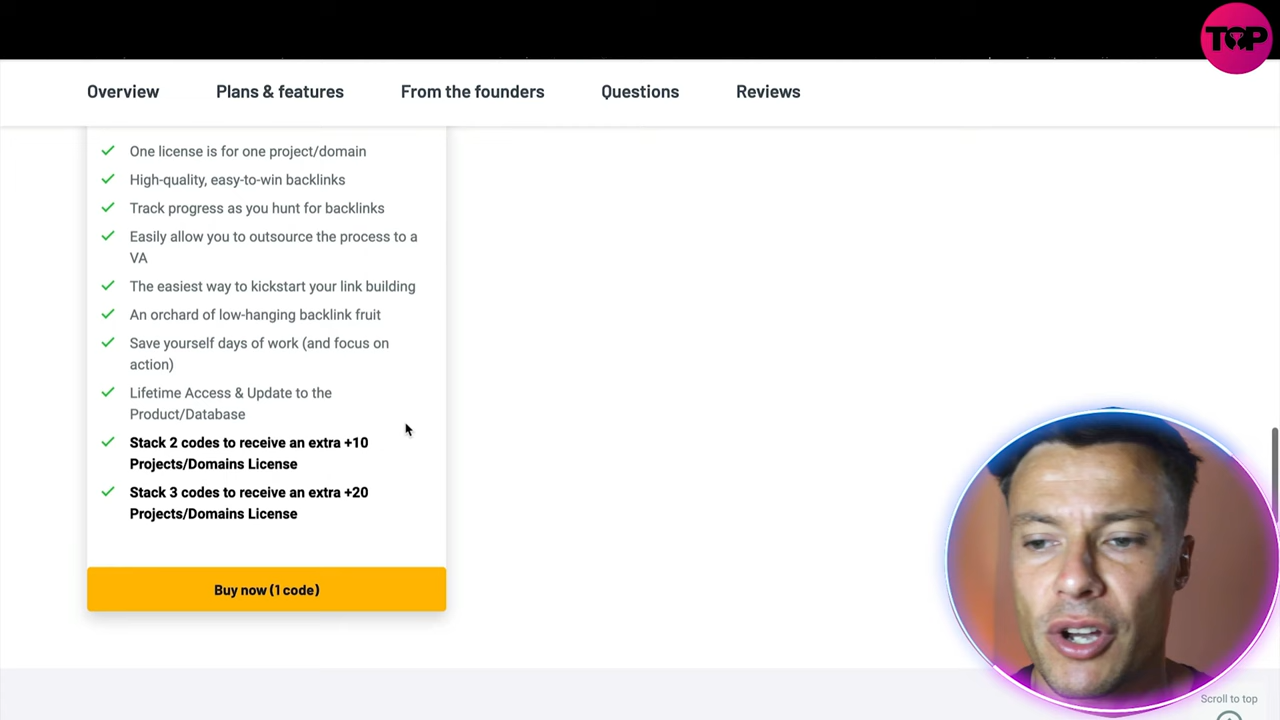 TOP
Overview
Plans & features
From the founders
Questions
Reviews
One license is for one project/domain
High-quality, easy-to-win backlinks
Track progress as you hunt for backlinks
Easily allow you to outsource the process to a
VA
The easiest way to kickstart your link building
An orchard of low-hanging backlink fruit
Save yourself days of work (and focus on
action)
Lifetime Access & Update to the
Product/Database
Stack 2 codes to receive an extra +10
Projects/Domains License
Stack 3 codes to receive an extra +20
Projects/Domains License
Buy now (1 code)
Scroll to top